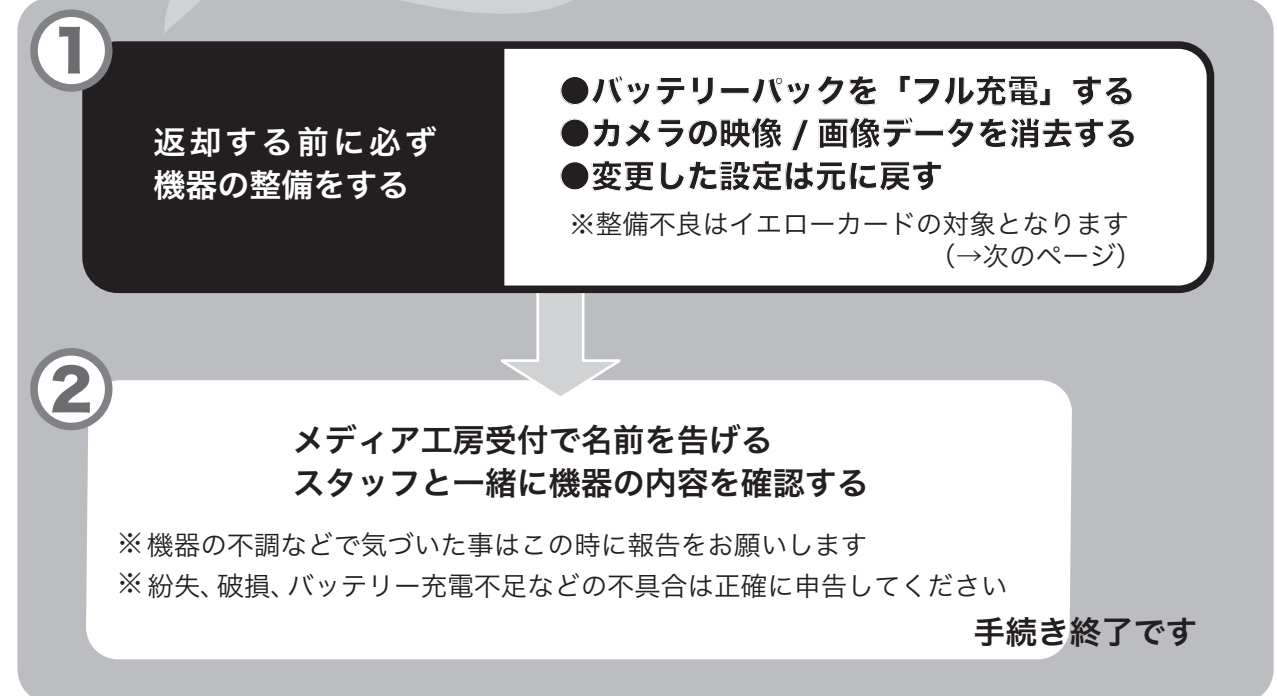 ①
返却する前に必ず
機器の整備をする
●バッテリーパックを「フル充電」する
●カメラの映像 / 画像データを消去する
●変更した設定は元に戻す
※整備不良はイエローカードの対象となります
（→次のページ）
②
メディア工房受付で名前を告げる
スタッフと一緒に機器の内容を確認する
※機器の不調などで気づいた事はこの時に報告をお願いします
※紛失、破損、バッテリー充電不足などの不具合は正確に申告してください
手続き終了です